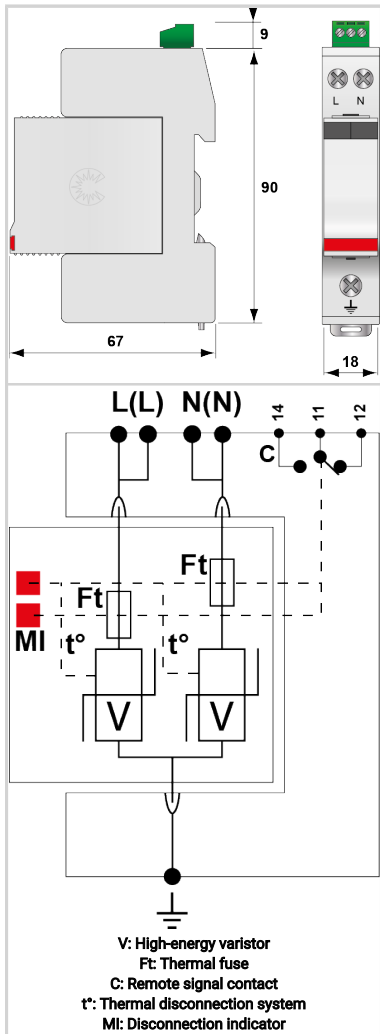 9
L N
90
67
18
L(L) N(N)
14
11
12
C
Ft
Ft
MI
t°
t°
V
V
V: High-energy varistor
Ft: Thermal fuse
C: Remote signal contact
t°: Thermal disconnection system
MI: Disconnection indicator